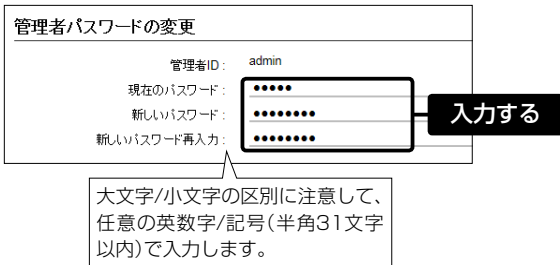 管理者パスワードの変更
管理者ID : admin
現在のパスワード : ●●●●●
新しいパスワード : ●●●●●●●●
新しいパスワード再入力 : ●●●●●●●●
入力する
大文字/小文字の区別に注意して、
任意の英数字/記号(半角31文字
以内)で入力します。